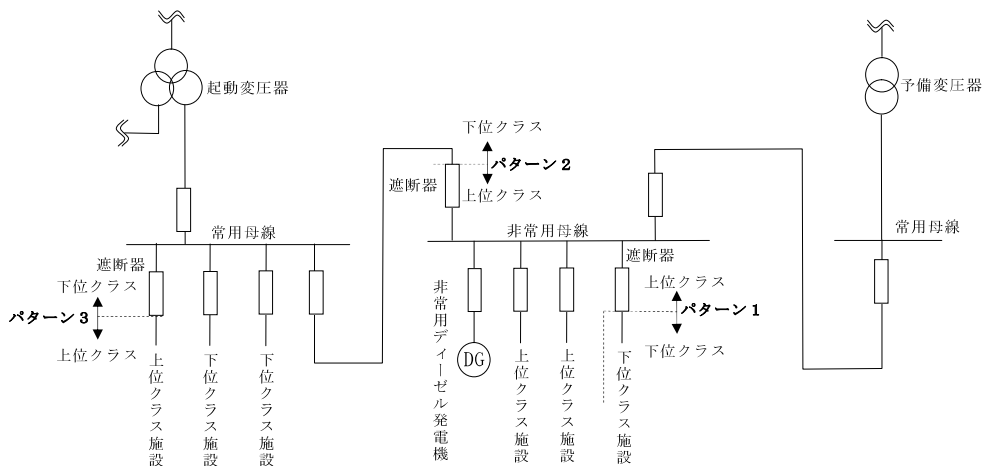 起動変圧器
予備変圧器
下位クラス
パターン２
上位クラス
遮断器
常用母線
非常用母線
常用母線
遮断器
下位クラス
パターン３
上位クラス
遮断器
上位クラス
パターン１
下位クラス
DG
非常用ディーゼル発電機
上位クラス施設
下位クラス施設
下位クラス施設
上位クラス施設
上位クラス施設
下位クラス施設